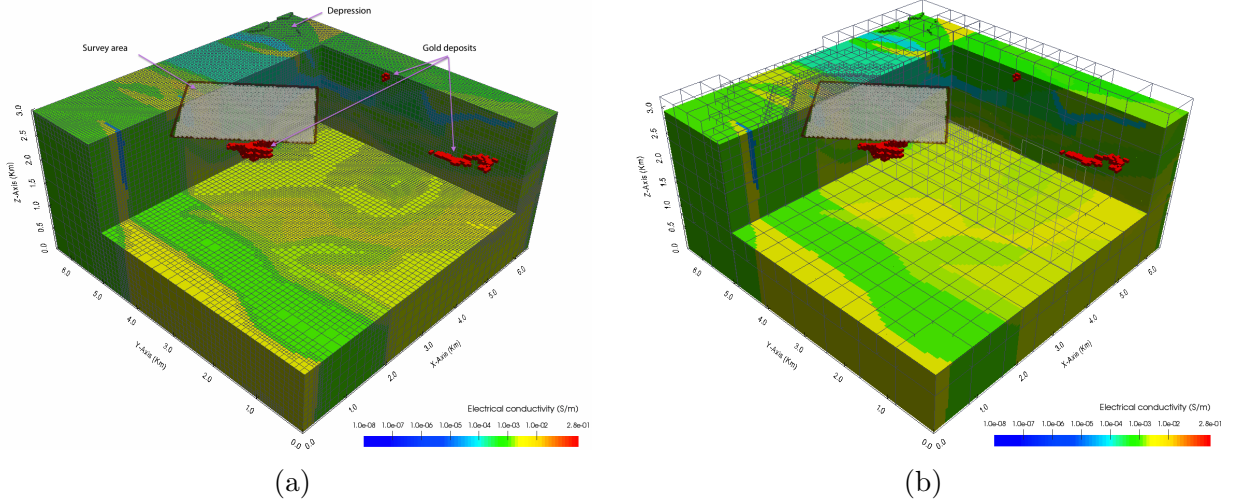 Depression
Survey area
Gold deposits
Z-Axis (Km)
3.0
2.5
2.0
1.5
1.0
0.5
0.0
6.0
5.0
4.0
3.0
2.0
1.0
0.0
Y-Axis (Km)
0.0
1.0
2.0
3.0
4.0
5.0
6.0
X-Axis (Km)
Electrical conductivity (S/m)
1.0e-08 1.0e-07 1.0e-06 1.0e-05 1.0e-04 1.0e-03 1.0e-02 2.8e-01
(a)
Z-Axis (Km)
3.0
2.5
2.0
1.5
1.0
0.5
0.0
6.0
5.0
4.0
3.0
2.0
1.0
0.0
Y-Axis (Km)
0.0
1.0
2.0
3.0
4.0
5.0
6.0
X-Axis (Km)
Electrical conductivity (S/m)
1.0e-08 1.0e-07 1.0e-06 1.0e-05 1.0e-04 1.0e-03 1.0e-02 2.8e-01
(b)